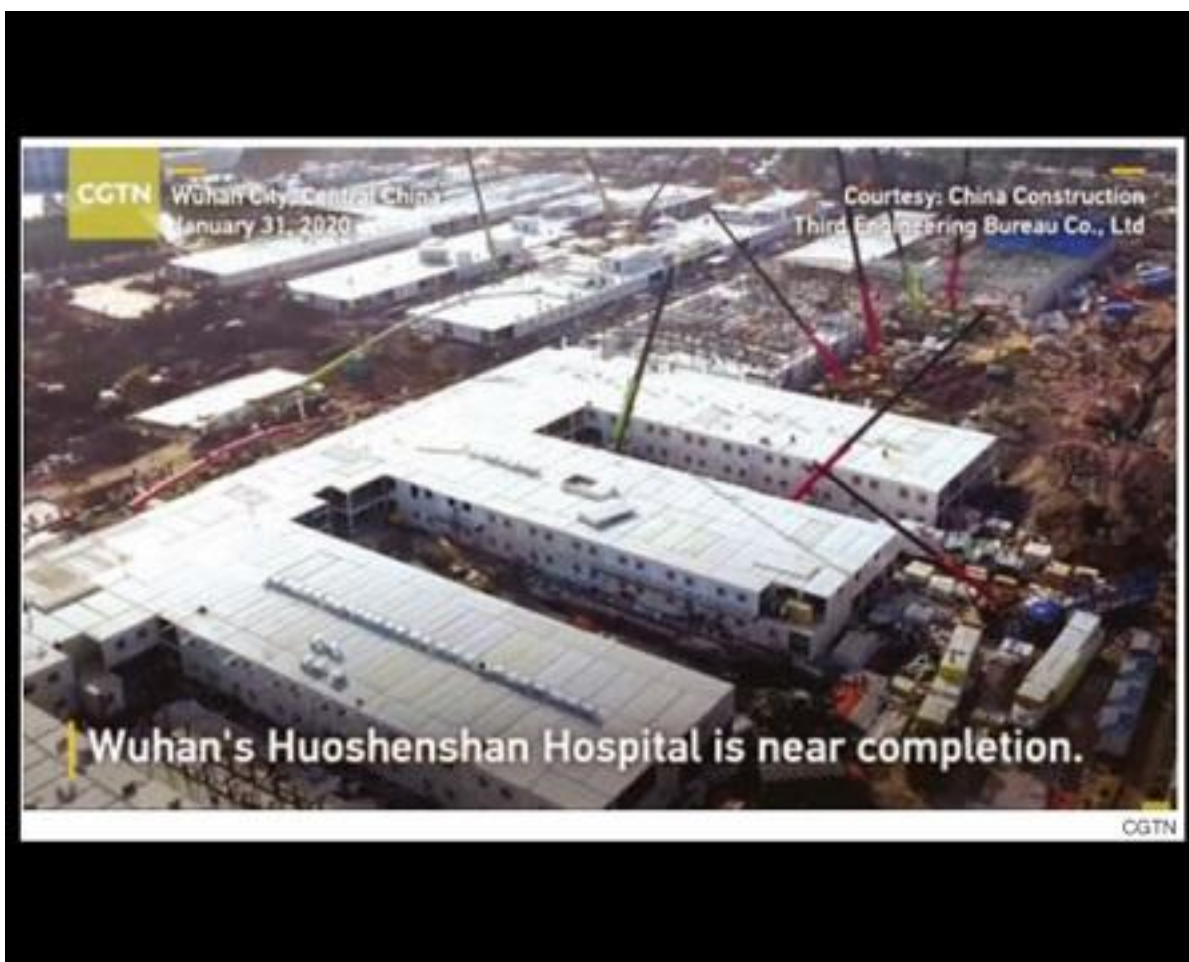 CGTN
Wuhan City, Central China
January 31, 2020
Courtesy: China Construction
Third Engineering Bureau Co., Ltd
Wuhan's Huoshenshan Hospital is near completion.
CGTN